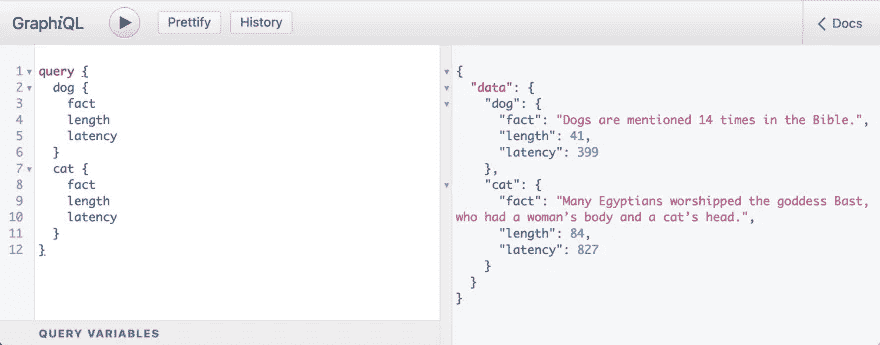 GraphiQL Prettify History Docs
1 query {
2 dog {
3 fact
4 length
5 latency
6 }
7 cat {
8 fact
9 length
10 latency
11 }
12 }
{
"data": {
"dog": {
"fact": "Dogs are mentioned 14 times in the Bible.",
"length": 41,
"latency": 399
},
"cat": {
"fact": "Many Egyptians worshipped the goddess Bast,
who had a woman’s body and a cat’s head.",
"length": 84,
"latency": 827
}
}
}
QUERY VARIABLES